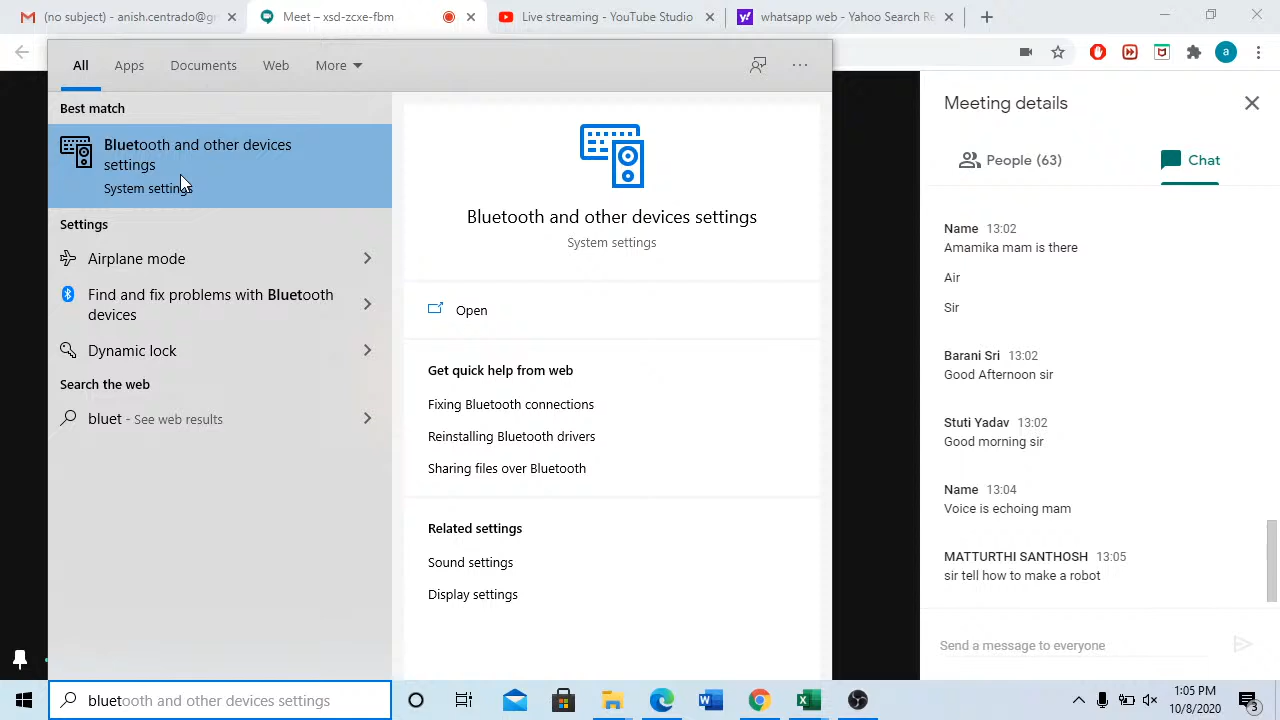 (no subject) - anish.centrado@gr
Meet – xsd-zcxe-fbm
Live streaming - YouTube Studio
whatsapp web - Yahoo Search Re
a
All
Apps
Documents
Web
More
Best match
Bluetooth and other devices
settings
System settings
Settings
Airplane mode
Find and fix problems with Bluetooth
devices
Dynamic lock
Search the web
bluet - See web results
Bluetooth and other devices settings
System settings
Open
Get quick help from web
Fixing Bluetooth connections
Reinstalling Bluetooth drivers
Sharing files over Bluetooth
Related settings
Sound settings
Display settings
Meeting details
People (63)
Chat
Name 13:02
Amamika mam is there
Air
Sir
Barani Sri 13:02
Good Afternoon sir
Stuti Yadav 13:02
Good morning sir
Name 13:04
Voice is echoing mam
MATTURTHI SANTHOSH 13:05
sir tell how to make a robot
Send a message to everyone
bluetooth and other devices settings
1:05 PM
10/8/2020
3